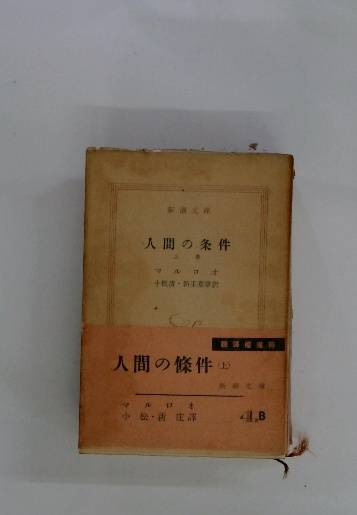 新潮文庫
人間の条件
上巻
マルロオ
小松清・新庄嘉章訳
人間の條件（上）
新潮文庫
マルロオ
小松・新庄譯
B